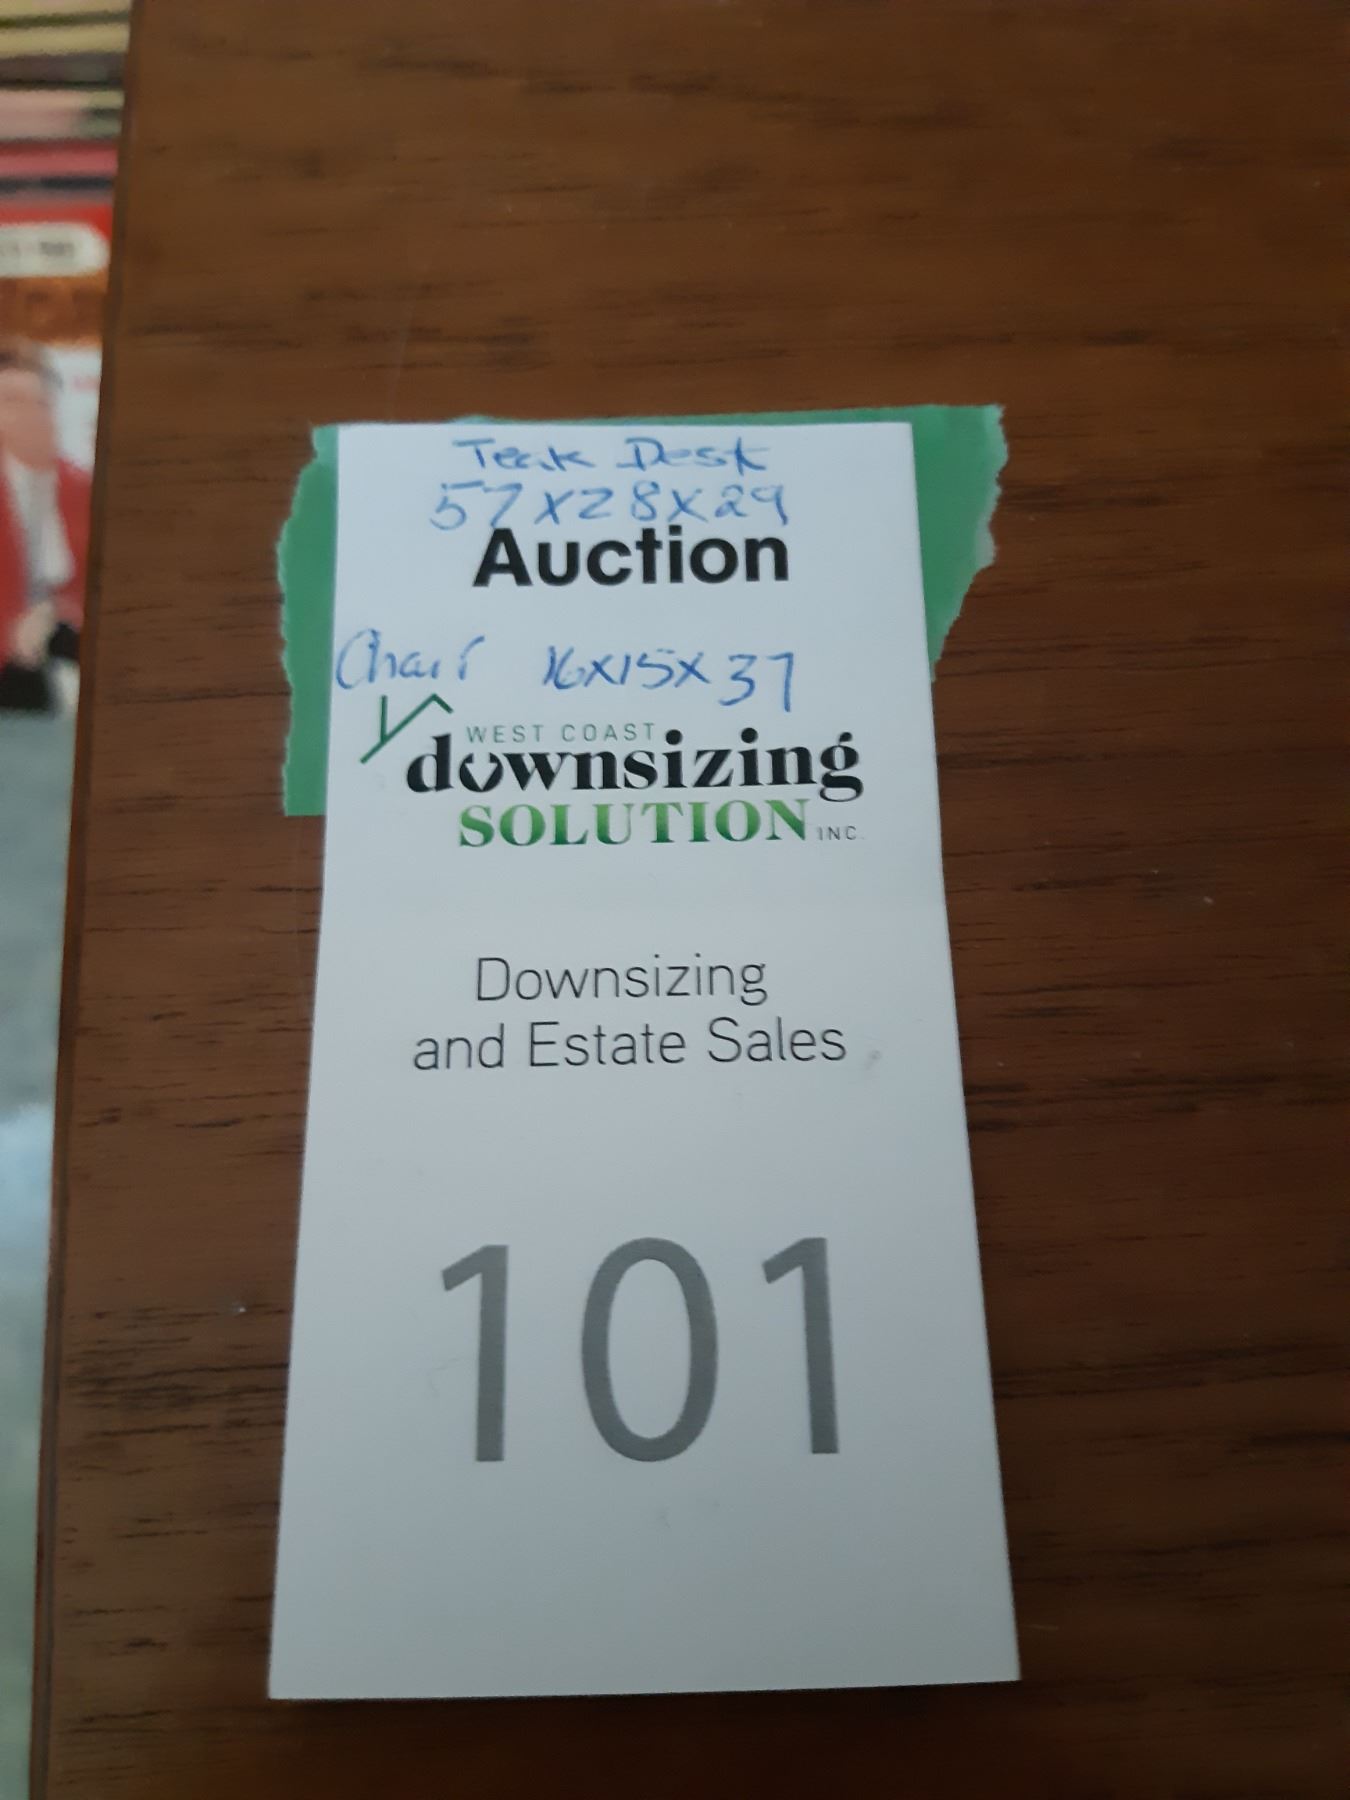 Teak Desk
57x28x29
Auction
Chair 16x15x37
WEST COAST
downsizing
SOLUTION INC.
Downsizing
and Estate Sales
101